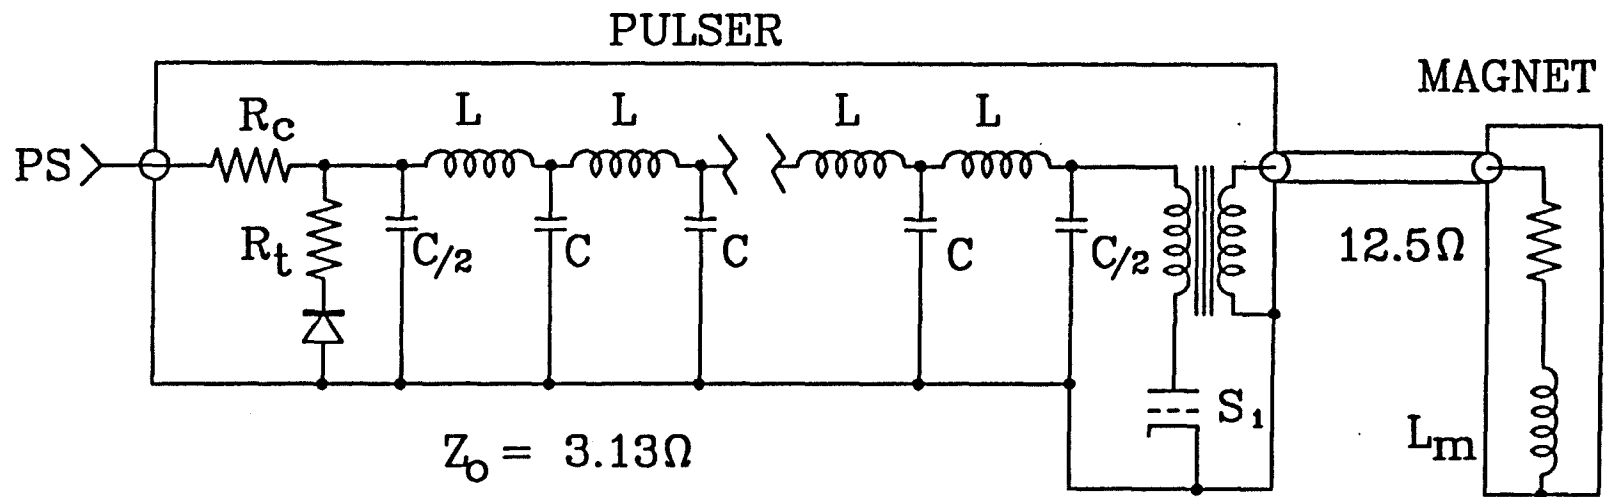 PULSER
MAGNET
PS
Rc
L
L
L
L
Rt
C/2
C
C
C
C/2
12.5Ω
S1
Lm
Zo = 3.13Ω